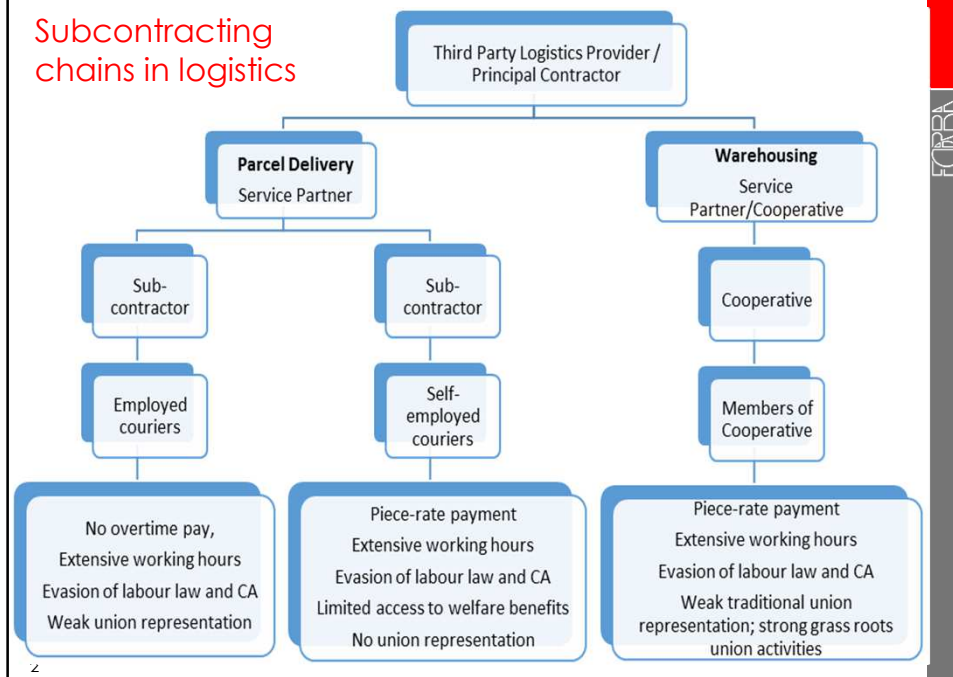 Subcontracting
chains in logistics
Third Party Logistics Provider /
Principal Contractor
Parcel Delivery
Service Partner
Warehousing
Service
Partner/Cooperative
Sub-
contractor
Sub-
contractor
Cooperative
Employed
couriers
Self-
employed
couriers
Members of
Cooperative
No overtime pay,
Extensive working hours
Evasion of labour law and CA
Weak union representation
Piece-rate payment
Extensive working hours
Evasion of labour law and CA
Limited access to welfare benefits
No union representation
Piece-rate payment
Extensive working hours
Evasion of labour law and CA
Weak traditional union
representation; strong grass roots
union activities
2